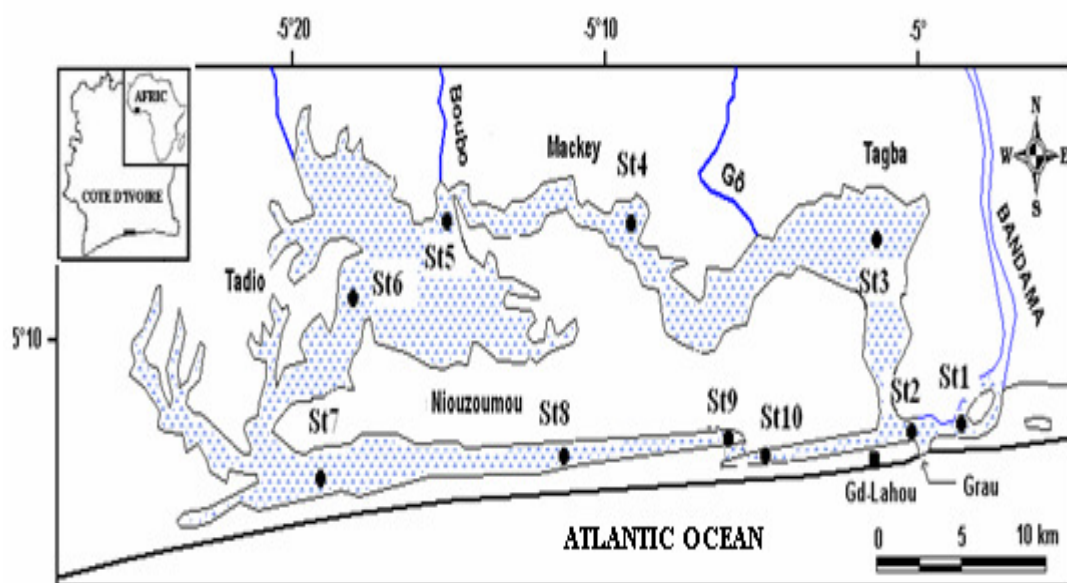 -5°20
-5°10
-5°
AFRIC
COTE D'IVOIRE
Boubo
Mackey
St4
Gô
Tagba
N
W
E
S
BANDAMA
St5
Tadio
St6
St3
5°10
Niouzoumou
St7
St8
St9
St10
St2
St1
Gd-Lahou
Grau
ATLANTIC OCEAN
0 5 10 km